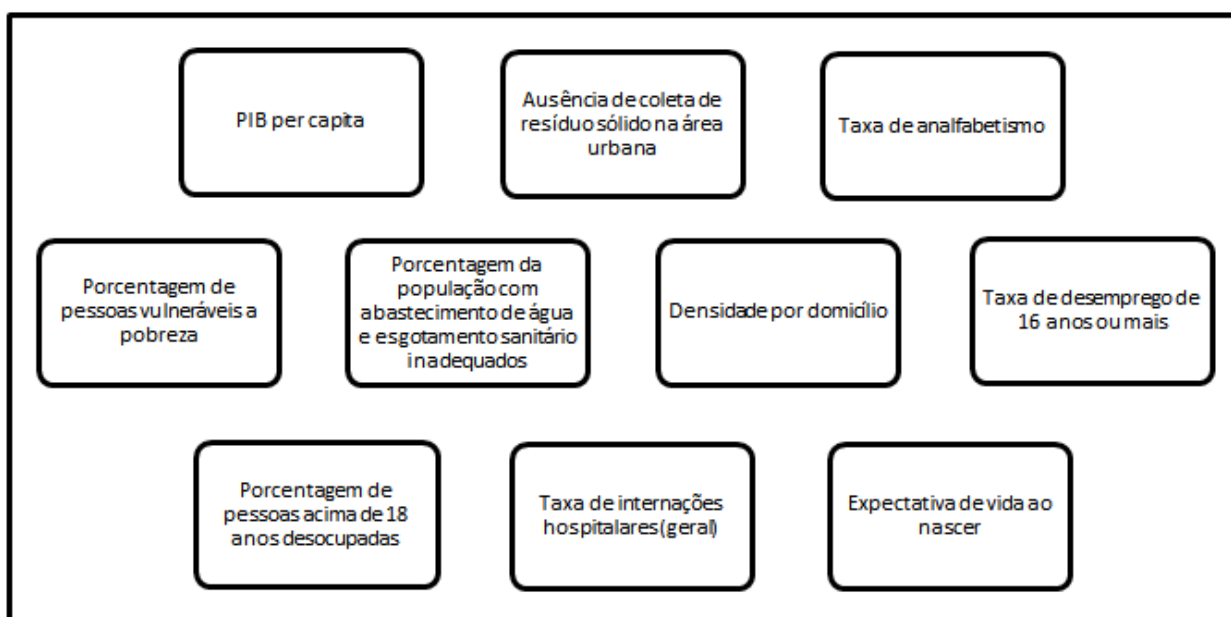 PIB per capita
Ausência de coleta de
resíduo sólido na área
urbana
Taxa de analfabetismo
Porcentagem de
pessoas vulneráveis a
pobreza
Porcentagem da
população com
abastecimento de água
e esgotamento sanitário
inadequados
Densidade por domicílio
Taxa de desemprego de
16 anos ou mais
Porcentagem de
pessoas acima de 18
anos desocupadas
Taxa de internações
hospitalares (geral)
Expectativa de vida ao
nascer